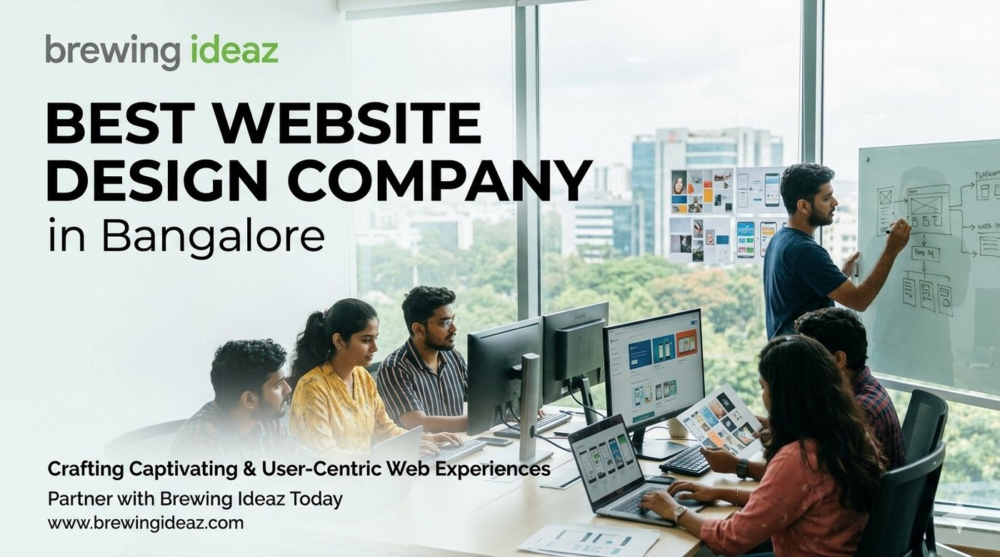 brewing ideaz
BEST WEBSITE
DESIGN COMPANY
in Bangalore
Crafting Captivating & User-Centric Web Experiences
Partner with Brewing Ideaz Today
www.brewingideaz.com